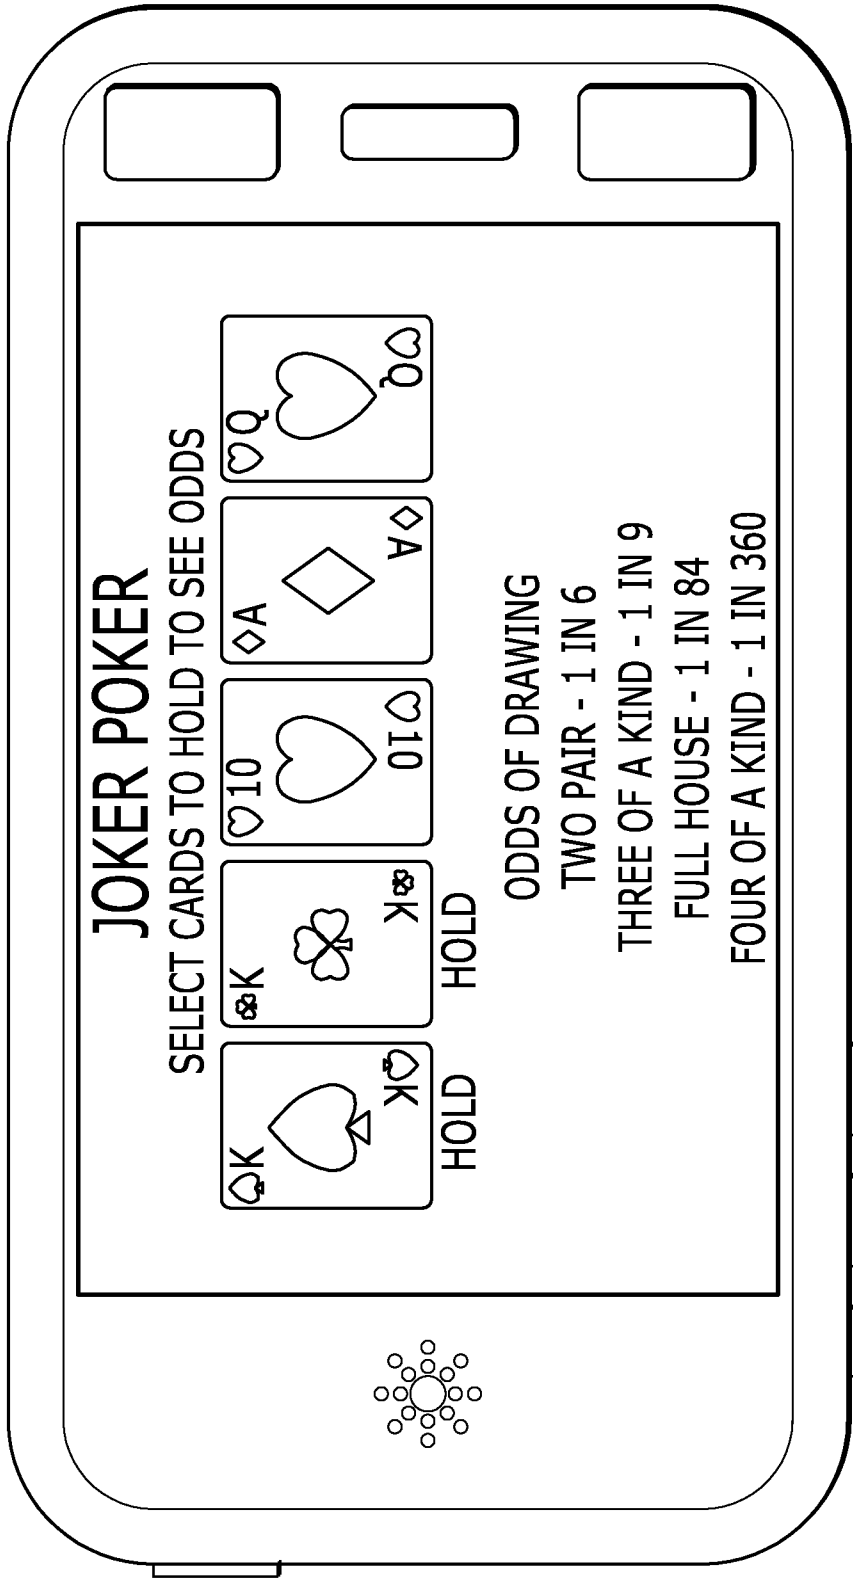 JOKER POKER
SELECT CARDS TO HOLD TO SEE ODDS
K K 10 A Q
K K 10 A Q
HOLD HOLD
ODDS OF DRAWING
TWO PAIR - 1 IN 6
THREE OF A KIND - 1 IN 9
FULL HOUSE - 1 IN 84
FOUR OF A KIND - 1 IN 360